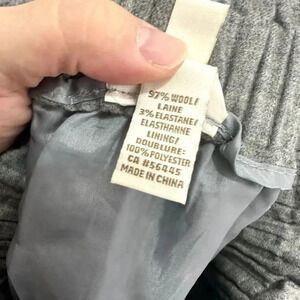 97% WOOL/
LAINE
3% ELASTANE/
ELASTHANNE
LINING/
DOUBLURE:
100% POLYESTER
CA #56445
MADE IN CHINA